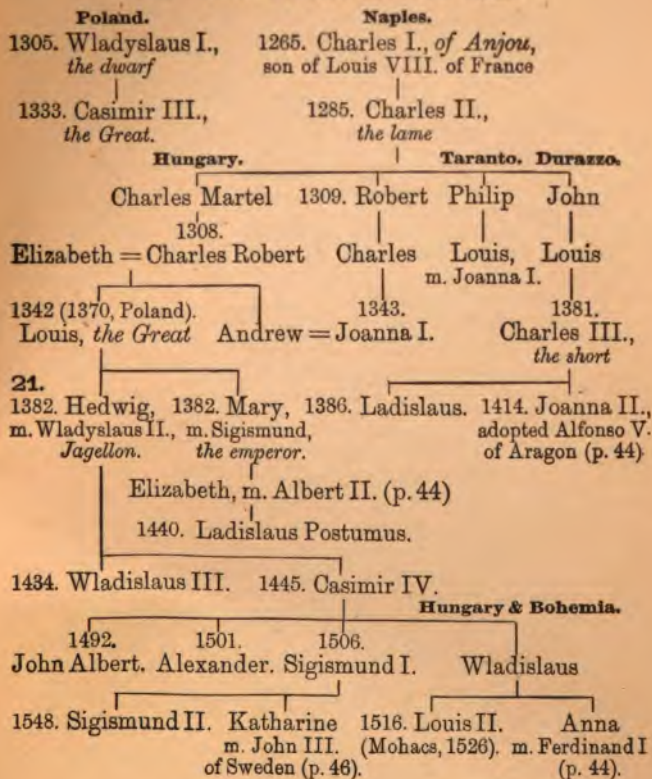 Poland. Naples.
1305. Wladyslaus I., 1265. Charles I., of Anjou,
the dwarf son of Louis VIII. of France
1333. Casimir III., 1285. Charles II.,
the Great. the lame
Hungary. Taranto. Durazzo.
Charles Martel 1309. Robert Philip John
1308.
Elizabeth = Charles Robert Charles Louis, Louis
m. Joanna I.
1342 (1370, Poland). 1343. 1381.
Louis, the Great Andrew = Joanna I. Charles III.,
the short
21.
1382. Hedwig, 1382. Mary, 1386. Ladislaus. 1414. Joanna II.,
m. Wladyslaus II., m. Sigismund, adopted Alfonso V.
Jagellon. the emperor. of Aragon (p. 44)
Elizabeth, m. Albert II. (p. 44)
1440. Ladislaus Postumus.
1434. Wladislaus III. 1445. Casimir IV.
Hungary & Bohemia.
1492. 1501. 1506.
John Albert. Alexander. Sigismund I. Wladislaus
1548. Sigismund II. Katharine 1516. Louis II. Anna
m. John III. (Mohacs, 1526). m. Ferdinand I
of Sweden (p. 46). (p. 44).